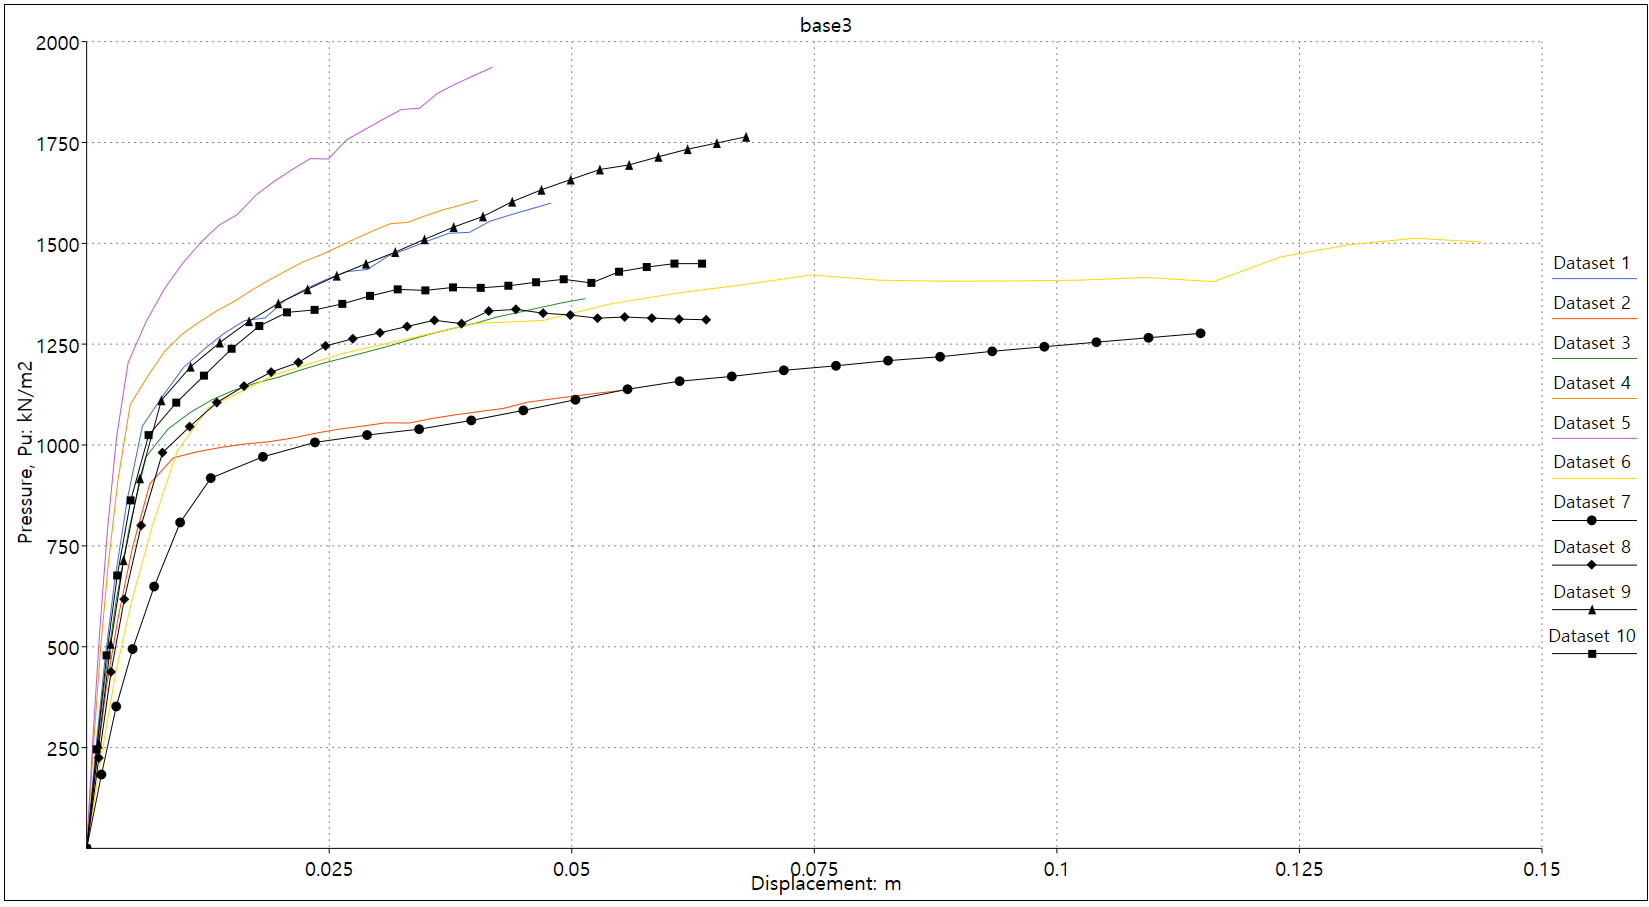 base3
2000
1750
1500
1250
1000
750
500
250
Pressure, Pu: kN/m2
0.025
0.05
0.075
0.1
0.125
0.15
Displacement: m
Dataset 1
Dataset 2
Dataset 3
Dataset 4
Dataset 5
Dataset 6
Dataset 7
Dataset 8
Dataset 9
Dataset 10